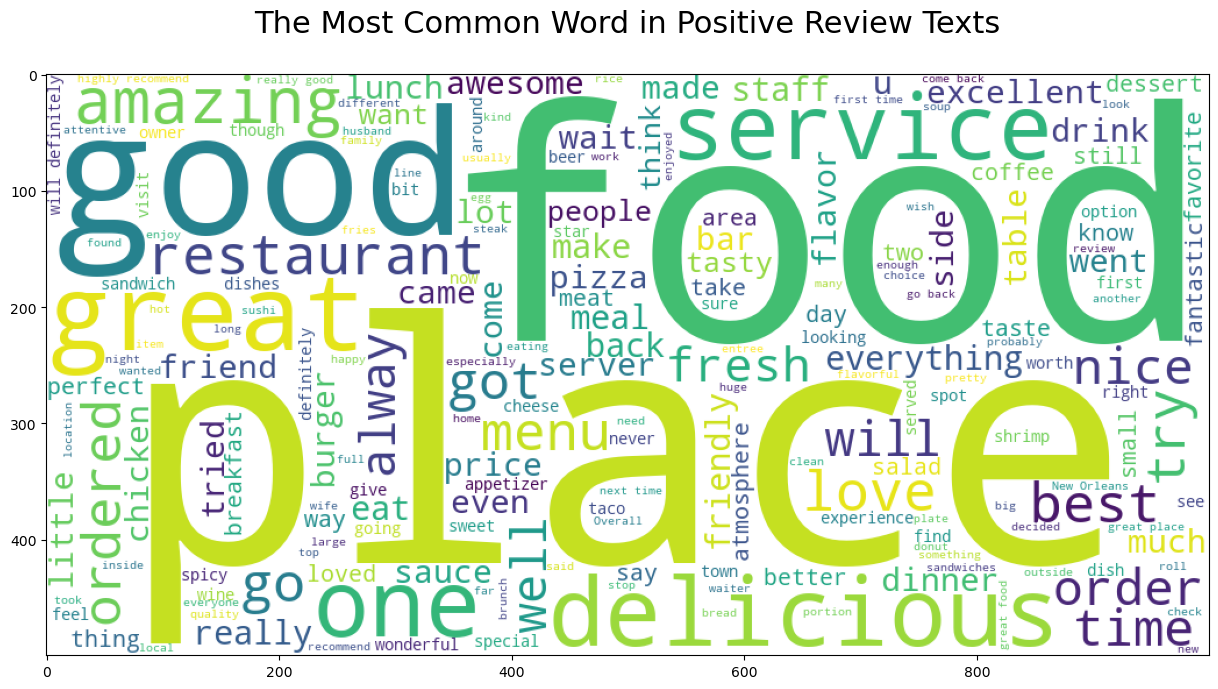 The Most Common Word in Positive Review Texts
0
100
200
300
400
0
200
400
600
800
highly recommend
really good
lunch
awesome
rice
made
staff
u
come back
dessert
amazing
different
want
around
kind
think
first time
excellent
look
soup
will definitely
attentive
owner
though
husband
family
usually
wait
beer
work
enjoyed
service
drink
still
favorite
good
food
visit
line
bit
lot
egg
steak
people
star
make
area
bar
tasty
flavor
coffee
wish
two
side
table
option
know
review
went
found
enjoy
fries
restaurant
sandwich
dishes
now
came
come
pizza
meat
meal
take
sure
many
enough
choice
go back
first
another
fantastic
great
hot
sushi
long
item
night
wanted
friend
definitely
happy
always
especially
eating
back
server
fresh
entree
day
looking
everything
flavorful
taste
probably
worth
pretty
nice
perfect
place
got
cheese
home
huge
served
spot
right
try
location
ordered
chicken
tried
breakfast
burger
full
menu
need
never
friendly
atmosphere
will
clean
salad
shrimp
small
little
price
appetizer
give
even
eat
way
wife
going
large
top
sweet
taco
next time
Overall
love
experience
plate
find
donut
something
New Orleans
best
big
decided
great place
see
much
inside
spicy
wine
everyone
quality
go
loved
one
sauce
far
brunch
well
said
say
stop
town
waiter
better
bread
portion
dinner
sandwiches
outside
dish
roll
order
check
took
feel
thing
local
really
recommend
wonderful
special
delicious
great food
time
new